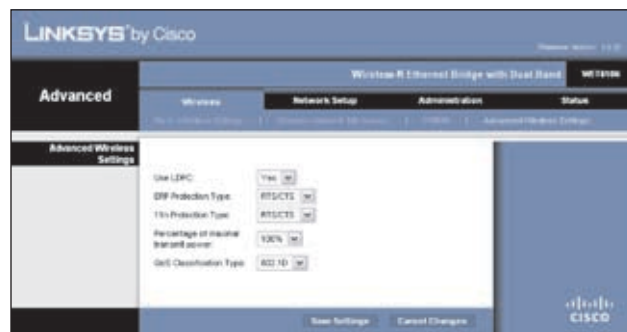 LINKSYS® by Cisco
Wireless-N Ethernet Bridge with Dual-Band
Advanced
Wireless
Network Setup
Administration
Status
Advanced Wireless Settings
Advanced Wireless Settings
Use LDPC:
Yes
ERP Protection Type:
RTS/CTS
11n Protection Type:
RTS/CTS
Percentage of maximal
transmit power:
100%
QoS Classification Type:
802.1D
Save Settings
Cancel Changes
CISCO